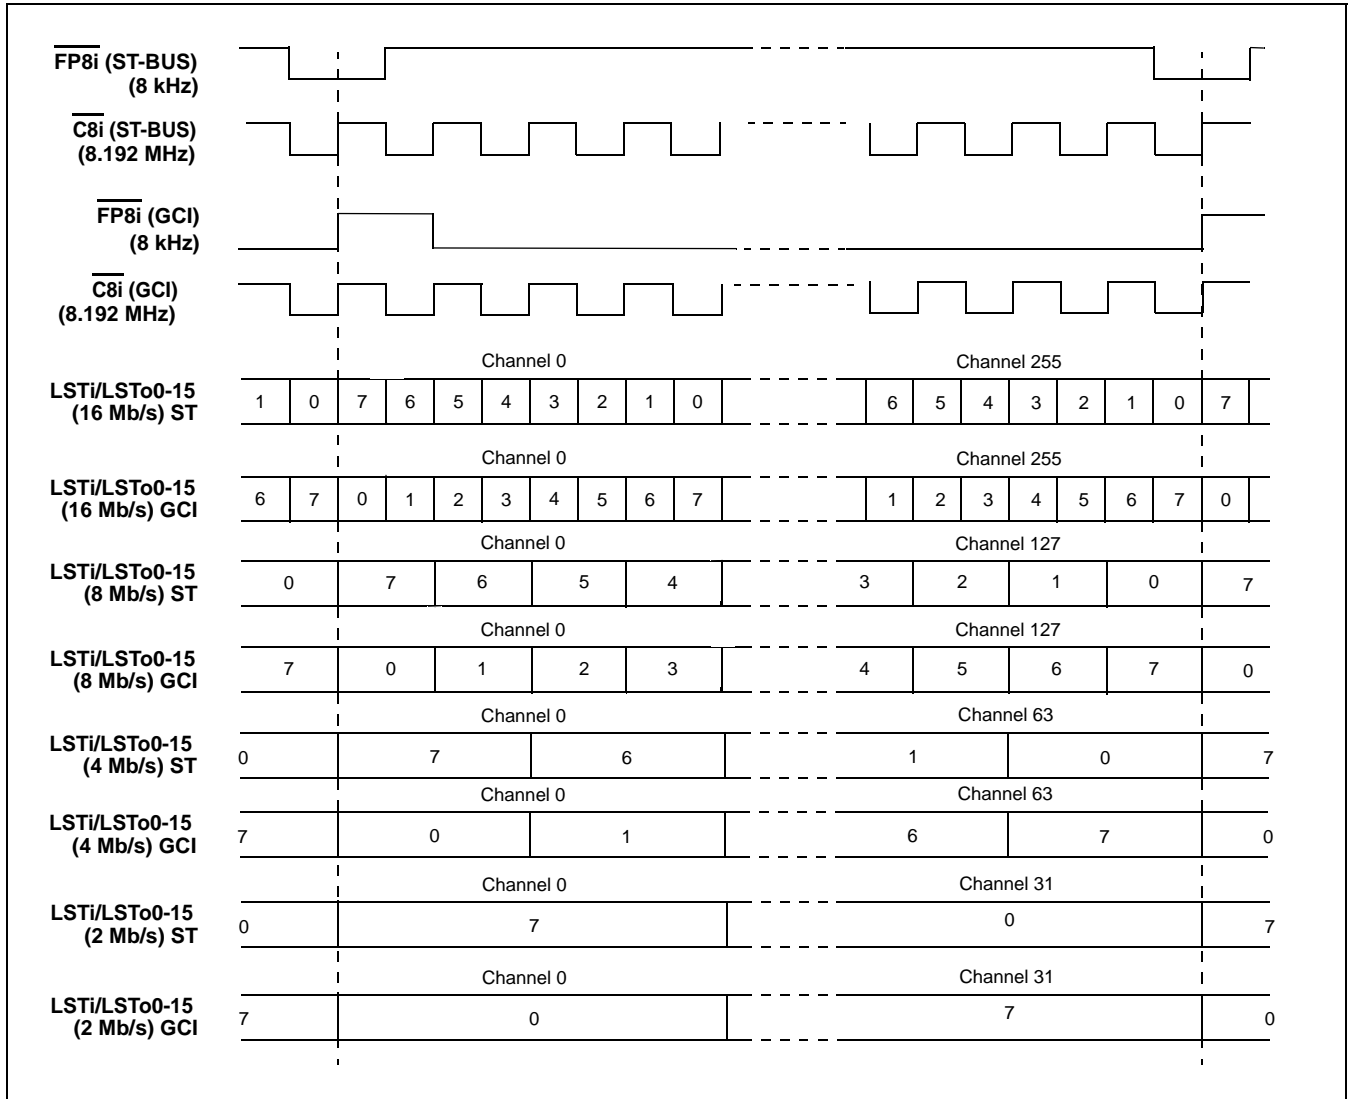 FP8i (ST-BUS)
(8 kHz)
C8i (ST-BUS)
(8.192 MHz)
FP8i (GCI)
(8 kHz)
C8i (GCI)
(8.192 MHz)
Channel 0 Channel 255
LSTi/LSTo0-15
(16 Mb/s) ST
1 0 7 6 5 4 3 2 1 0 6 5 4 3 2 1 0 7
Channel 0 Channel 255
LSTi/LSTo0-15
(16 Mb/s) GCI
6 7 0 1 2 3 4 5 6 7 1 2 3 4 5 6 7 0
Channel 0 Channel 127
LSTi/LSTo0-15
(8 Mb/s) ST
0 7 6 5 4 3 2 1 0 7
Channel 0 Channel 127
LSTi/LSTo0-15
(8 Mb/s) GCI
7 0 1 2 3 4 5 6 7 0
Channel 0 Channel 63
LSTi/LSTo0-15
(4 Mb/s) ST
0 7 6 1 0 7
Channel 0 Channel 63
LSTi/LSTo0-15
(4 Mb/s) GCI
7 0 1 6 7 0
Channel 0 Channel 31
LSTi/LSTo0-15
(2 Mb/s) ST
0 7 0 7
Channel 0 Channel 31
LSTi/LSTo0-15
(2 Mb/s) GCI
7 0 7 0